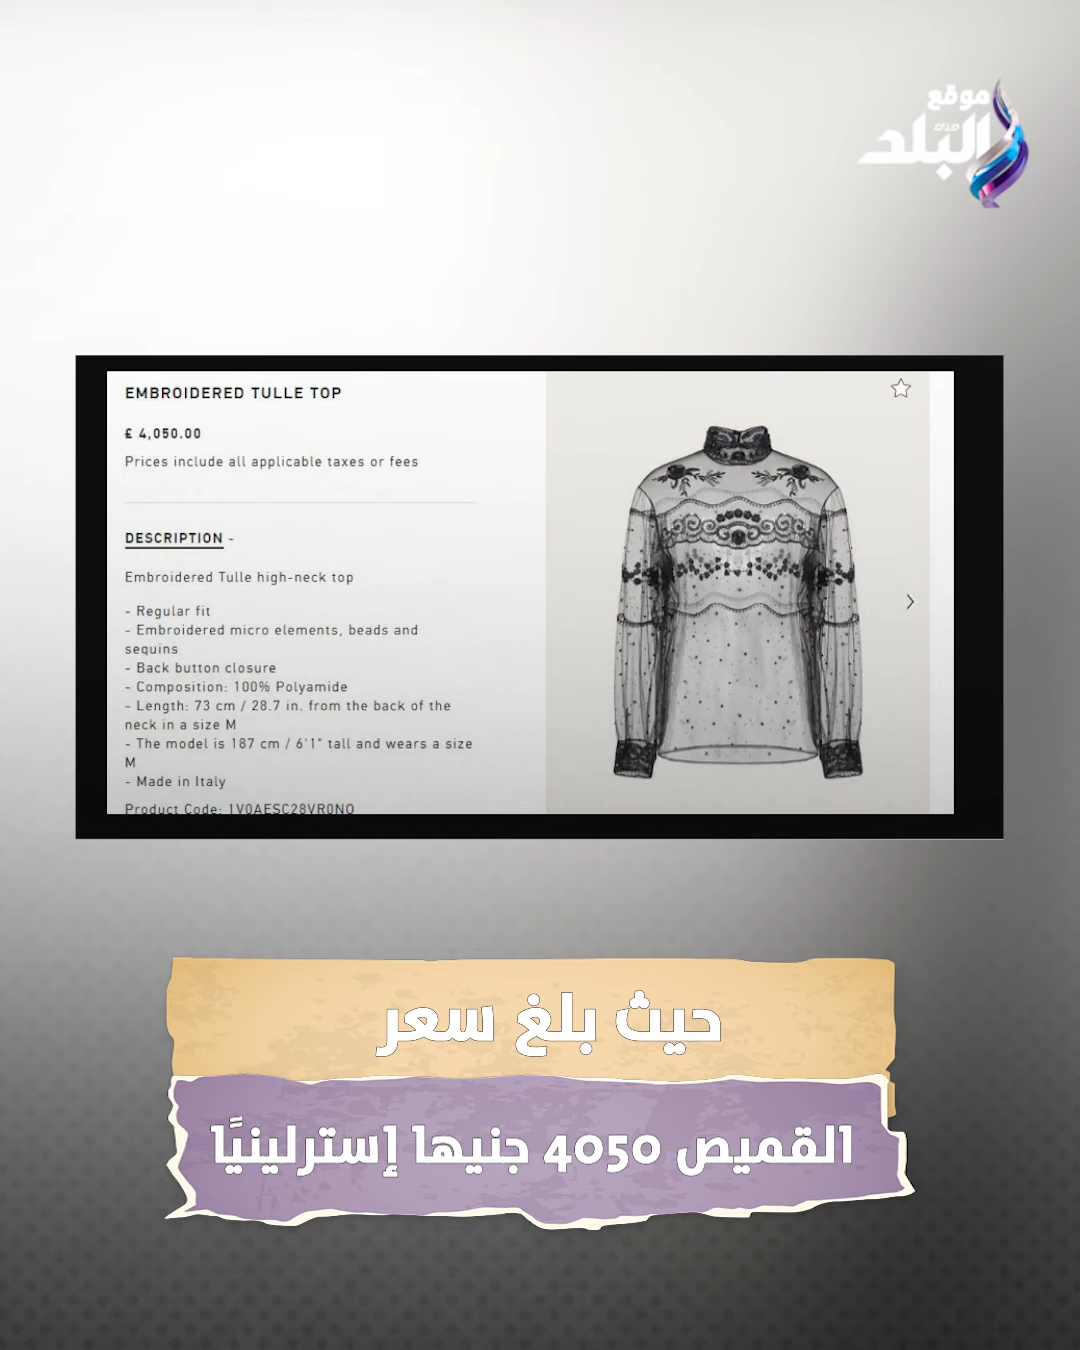 موقع
صدى
البلد
EMBROIDERED TULLE TOP
£ 4,050.00
Prices include all applicable taxes or fees
DESCRIPTION -
Embroidered Tulle high-neck top
- Regular fit
- Embroidered micro elements, beads and
sequins
- Back button closure
- Composition: 100% Polyamide
- Length: 73 cm / 28.7 in. from the back of the
neck in a size M
- The model is 187 cm / 6'1" tall and wears a size
M
- Made in Italy
Product Code: 1V0AESC28VR0NO
حيث بلغ سعر
القميص 4050 جنيها إسترلينيًا